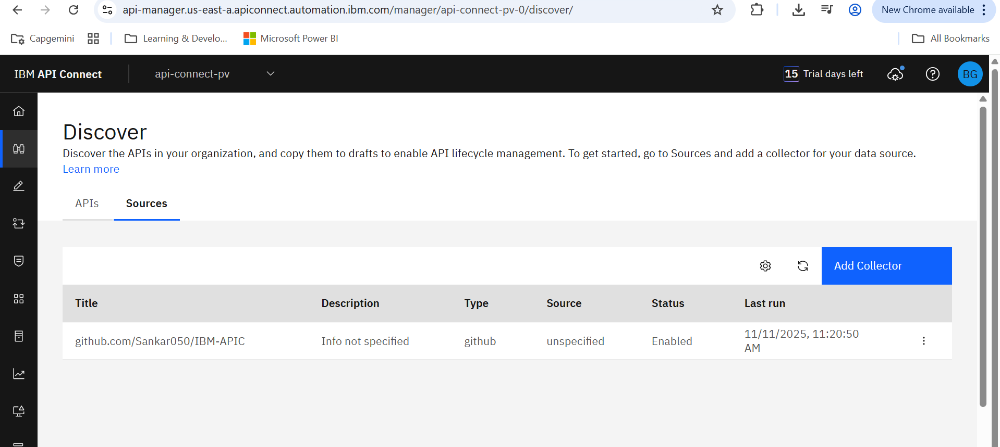 api-manager.us-east-a.apiconnect.automation.ibm.com/manager/api-connect-pv-0/discover/
New Chrome available
Capgemini
Learning & Develo...
Microsoft Power BI
All Bookmarks
IBM API Connect
api-connect-pv
15 Trial days left
BG
Discover
Discover the APIs in your organization, and copy them to drafts to enable API lifecycle management. To get started, go to Sources and add a collector for your data source.
Learn more
APIs
Sources
Add Collector
Title Description Type Source Status Last run
github.com/Sankar050/IBM-APIC Info not specified github unspecified Enabled 11/11/2025, 11:20:50
AM